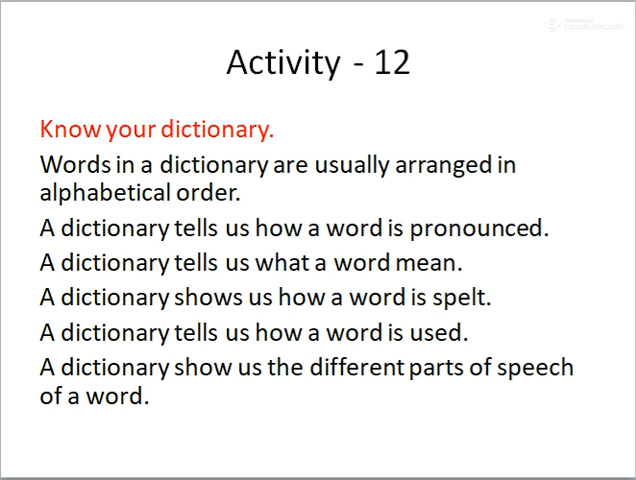 Activity - 12
Know your dictionary.
Words in a dictionary are usually arranged in
alphabetical order.
A dictionary tells us how a word is pronounced.
A dictionary tells us what a word mean.
A dictionary shows us how a word is spelt.
A dictionary tells us how a word is used.
A dictionary show us the different parts of speech
of a word.